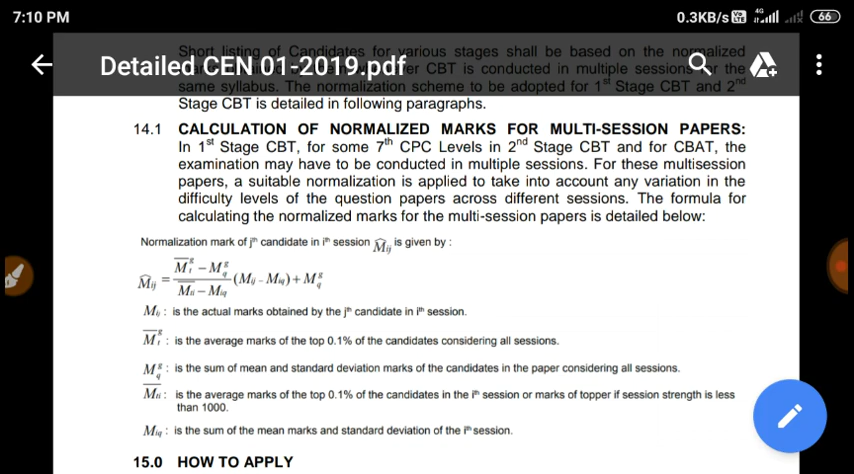 7:10 PM 0.3KB/s Vo LTE 4G 66
Short listing of Candidates for various stages shall be based on the normalized
Detailed CEN 01-2019.pdf
er CBT is conducted in multiple sessions for the
same syllabus. The normalization scheme to be adopted for 1st Stage CBT and 2nd
Stage CBT is detailed in following paragraphs.
14.1 CALCULATION OF NORMALIZED MARKS FOR MULTI-SESSION PAPERS:
In 1st Stage CBT, for some 7th CPC Levels in 2nd Stage CBT and for CBAT, the
examination may have to be conducted in multiple sessions. For these multisession
papers, a suitable normalization is applied to take into account any variation in the
difficulty levels of the question papers across different sessions. The formula for
calculating the normalized marks for the multi-session papers is detailed below:
Normalization mark of jth candidate in ith session M̂ij is given by :
M̂ij = (M̄tg – Mqg) / (M̄ti – Miq) (Mij - Miq) + Mqg
Mij : is the actual marks obtained by the jth candidate in ith session.
M̄tg : is the average marks of the top 0.1% of the candidates considering all sessions.
Mqg : is the sum of mean and standard deviation marks of the candidates in the paper considering all sessions.
M̄ti : is the average marks of the top 0.1% of the candidates in the ith session or marks of topper if session strength is less
than 1000.
Miq : is the sum of the mean marks and standard deviation of the ith session.
15.0 HOW TO APPLY